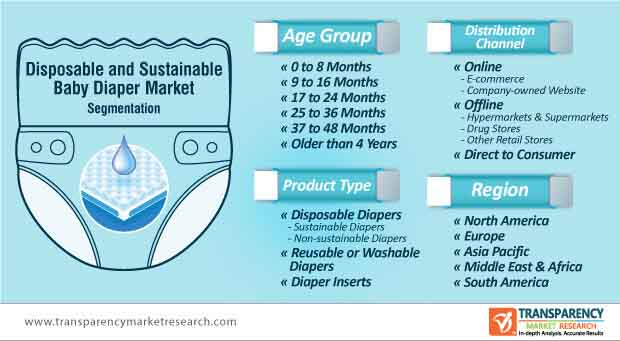 Disposable and Sustainable
Baby Diaper Market
Segmentation
Age Group
« 0 to 8 Months
« 9 to 16 Months
« 17 to 24 Months
« 25 to 36 Months
« 37 to 48 Months
« Older than 4 Years
Distribution
Channel
« Online
- E-commerce
- Company-owned Website
« Offline
- Hypermarkets & Supermarkets
- Drug Stores
- Other Retail Stores
« Direct to Consumer
Product Type
« Disposable Diapers
- Sustainable Diapers
- Non-sustainable Diapers
« Reusable or Washable
Diapers
« Diaper Inserts
Region
« North America
« Europe
« Asia Pacific
« Middle East & Africa
« South America
www.transparencymarketresearch.com
TRANSPARENCY
MARKET RESEARCH
In-depth Analysis. Accurate Results